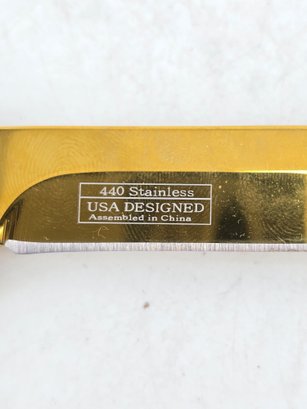 440 Stainless
USA DESIGNED
Assembled in China